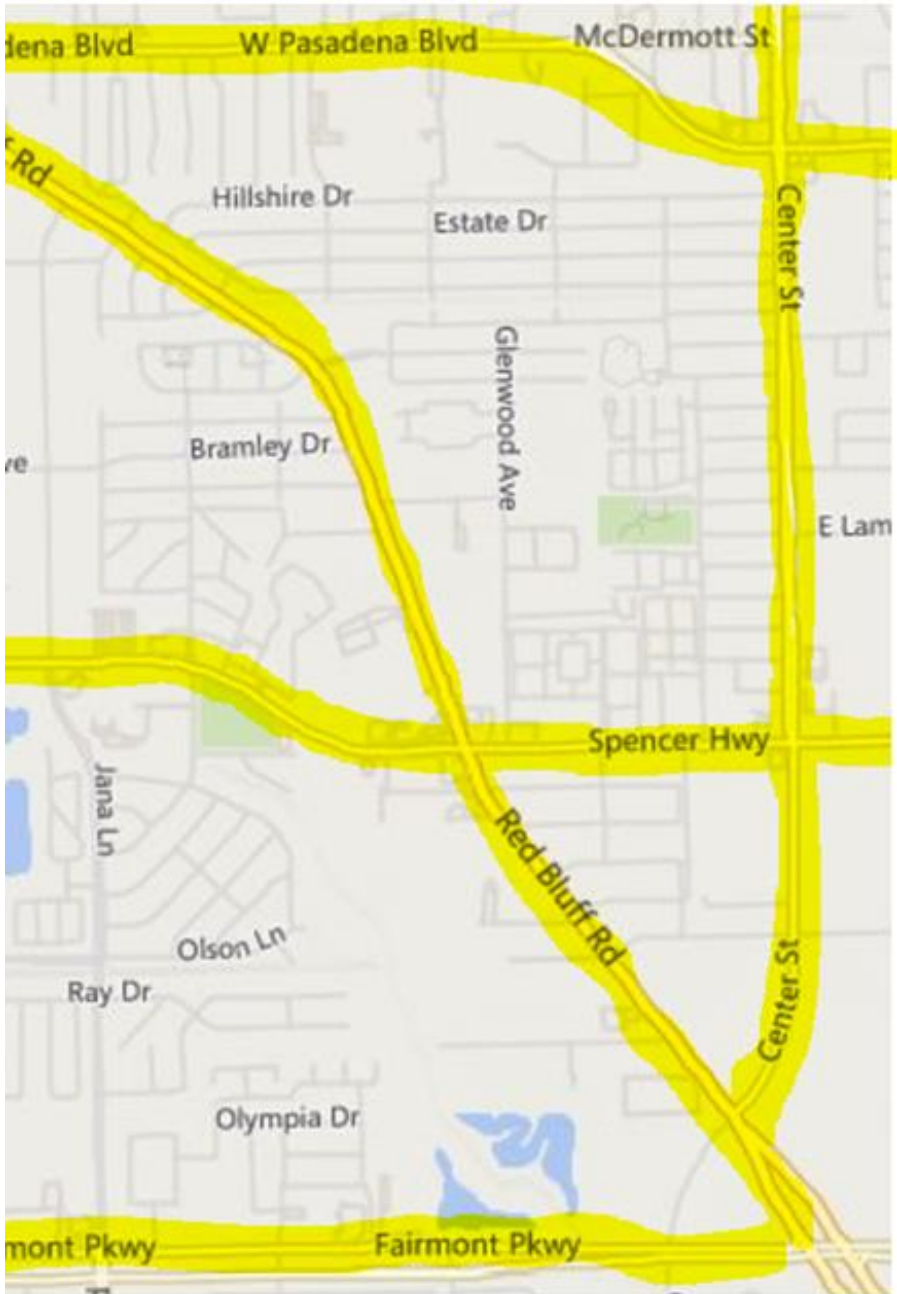 dena Blvd
W Pasadena Blvd
McDermott St
f Rd
Hillshire Dr
Estate Dr
Center St
Glenwood Ave
Bramley Dr
ve
E Lam
Spencer Hwy
Jana Ln
Red Bluff Rd
Olson Ln
Center St
Ray Dr
Olympia Dr
mont Pkwy
Fairmont Pkwy